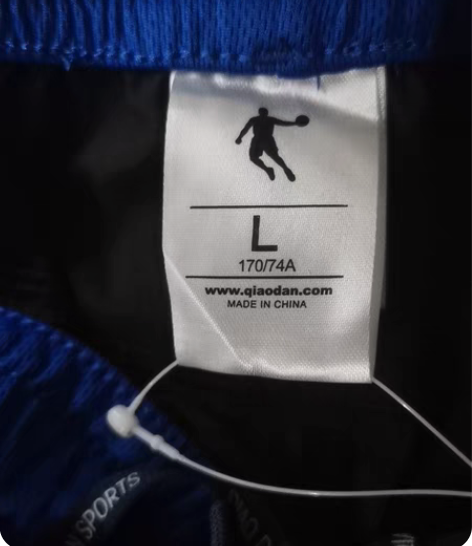 L
170/74A
www.qiaodan.com
MADE IN CHINA
SPORTS